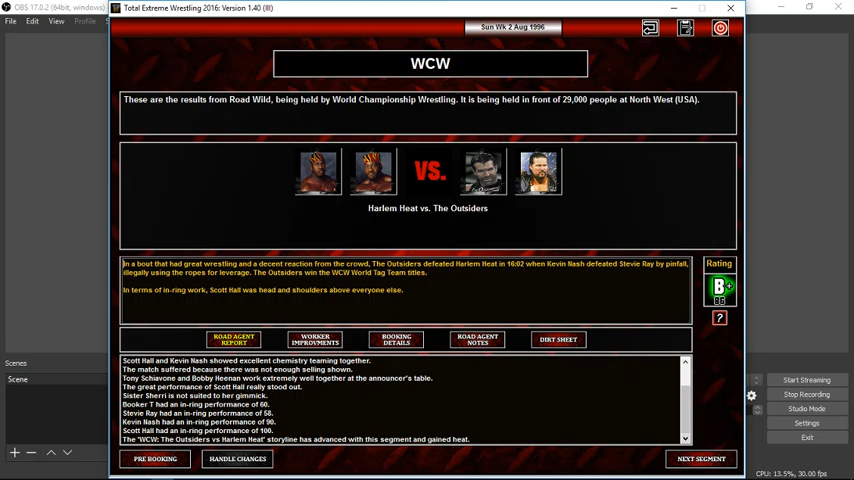 OBS 17.0.2 (64bit, windows)
Total Extreme Wrestling 2016: Version 1.40 (III)
File Edit View Profile
Sun Wk 2 Aug 1996
WCW
These are the results from Road Wild, being held by World Championship Wrestling. It is being held in front of 29,000 people at North West (USA).
VS.
Harlem Heat vs. The Outsiders
In a bout that had great wrestling and a decent reaction from the crowd, The Outsiders defeated Harlem Heat in 16:02 when Kevin Nash defeated Stevie Ray by pinfall,
illegally using the ropes for leverage. The Outsiders win the WCW World Tag Team titles.
In terms of in-ring work, Scott Hall was head and shoulders above everyone else.
Rating
B+
?
ROAD AGENT REPORT
WORKER IMPROVMENTS
BOOKING DETAILS
ROAD AGENT NOTES
DIRT SHEET
Scott Hall and Kevin Nash showed excellent chemistry teaming together.
The match suffered because there was not enough selling shown.
Tony Schiavone and Bobby Heenan work extremely well together at the announcer's table.
The great performance of Scott Hall really stood out.
Sister Sherri is not suited to her gimmick.
Booker T had an in-ring performance of 60.
Stevie Ray had an in-ring performance of 58.
Kevin Nash had an in-ring performance of 90.
Scott Hall had an in-ring performance of 100.
The 'WCW: The Outsiders vs Harlem Heat' storyline has advanced with this segment and gained heat.
PRE BOOKING
HANDLE CHANGES
NEXT SEGMENT
Scenes
Scene
Start Streaming
Stop Recording
Studio Mode
Settings
Exit
CPU: 13.5%, 30.00 fps